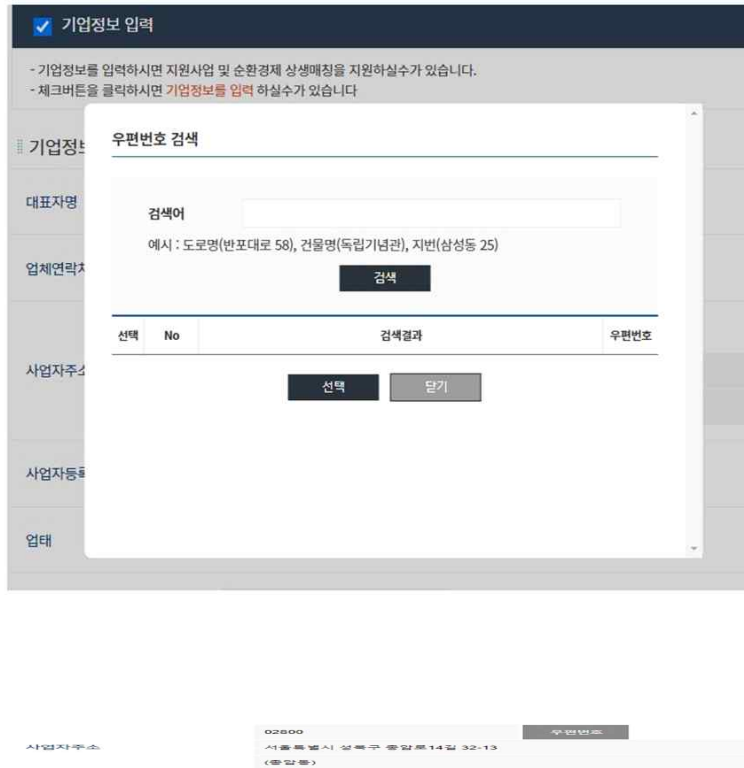 기업정보 입력
- 기업정보를 입력하시면 지원사업 및 순환경제 상생매칭을 지원하실수가 있습니다.
- 체크버튼을 클릭하시면 기업정보를 입력 하실수가 있습니다
기업정보
우편번호 검색
대표자명
검색어
예시 : 도로명(반포대로 58), 건물명(독립기념관), 지번(삼성동 25)
업체연락처
검색
선택 No 검색결과 우편번호
사업자주소
선택 닫기
사업자등록
업태
02800 우편번호
사업자주소 서울특별시 성북구 종암로14길 32-13
(종암동)